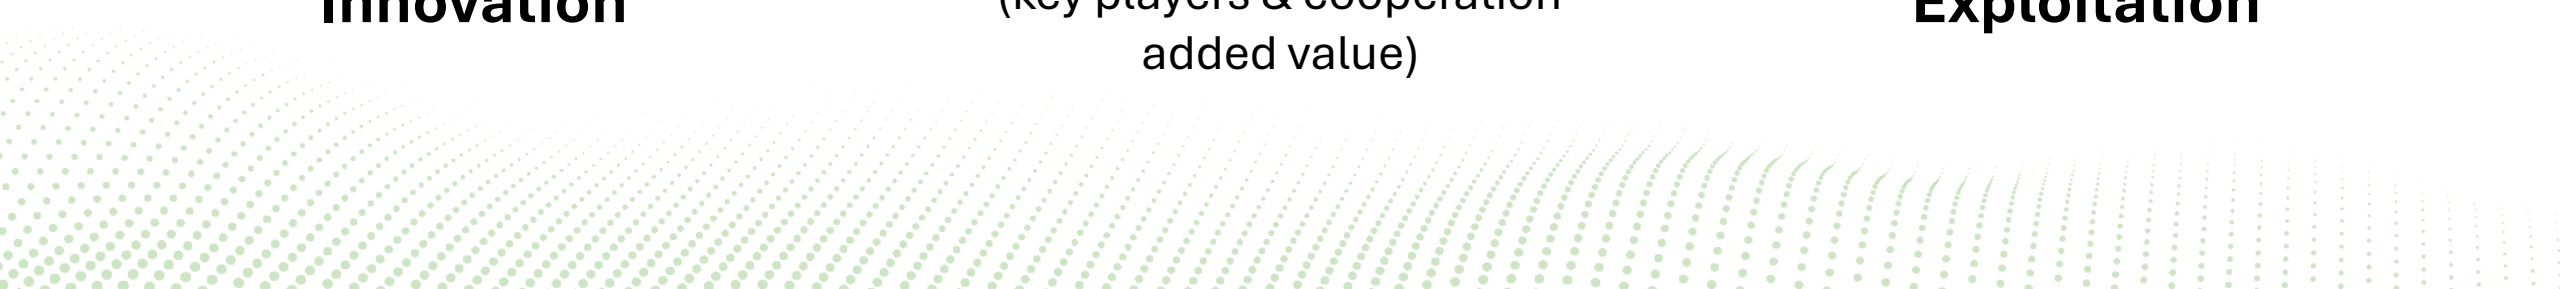 Innovation
(key players & cooperation
added value)
Exploitation